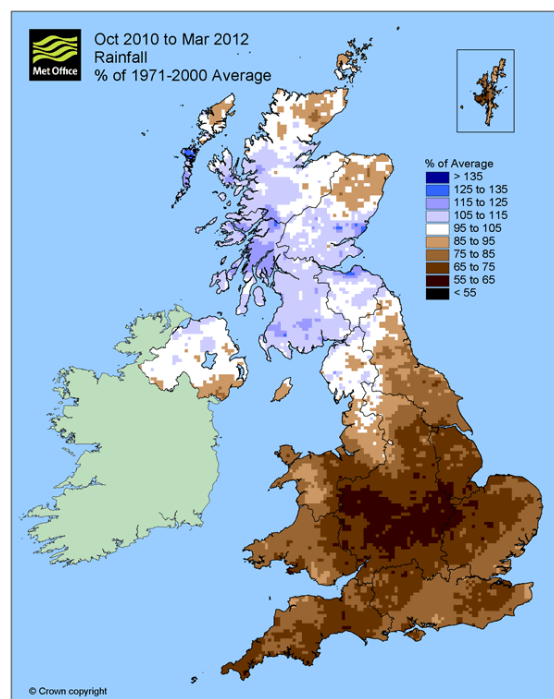 Met Office
Oct 2010 to Mar 2012
Rainfall
% of 1971-2000 Average
% of Average
> 135
125 to 135
115 to 125
105 to 115
95 to 105
85 to 95
75 to 85
65 to 75
55 to 65
< 55
© Crown copyright